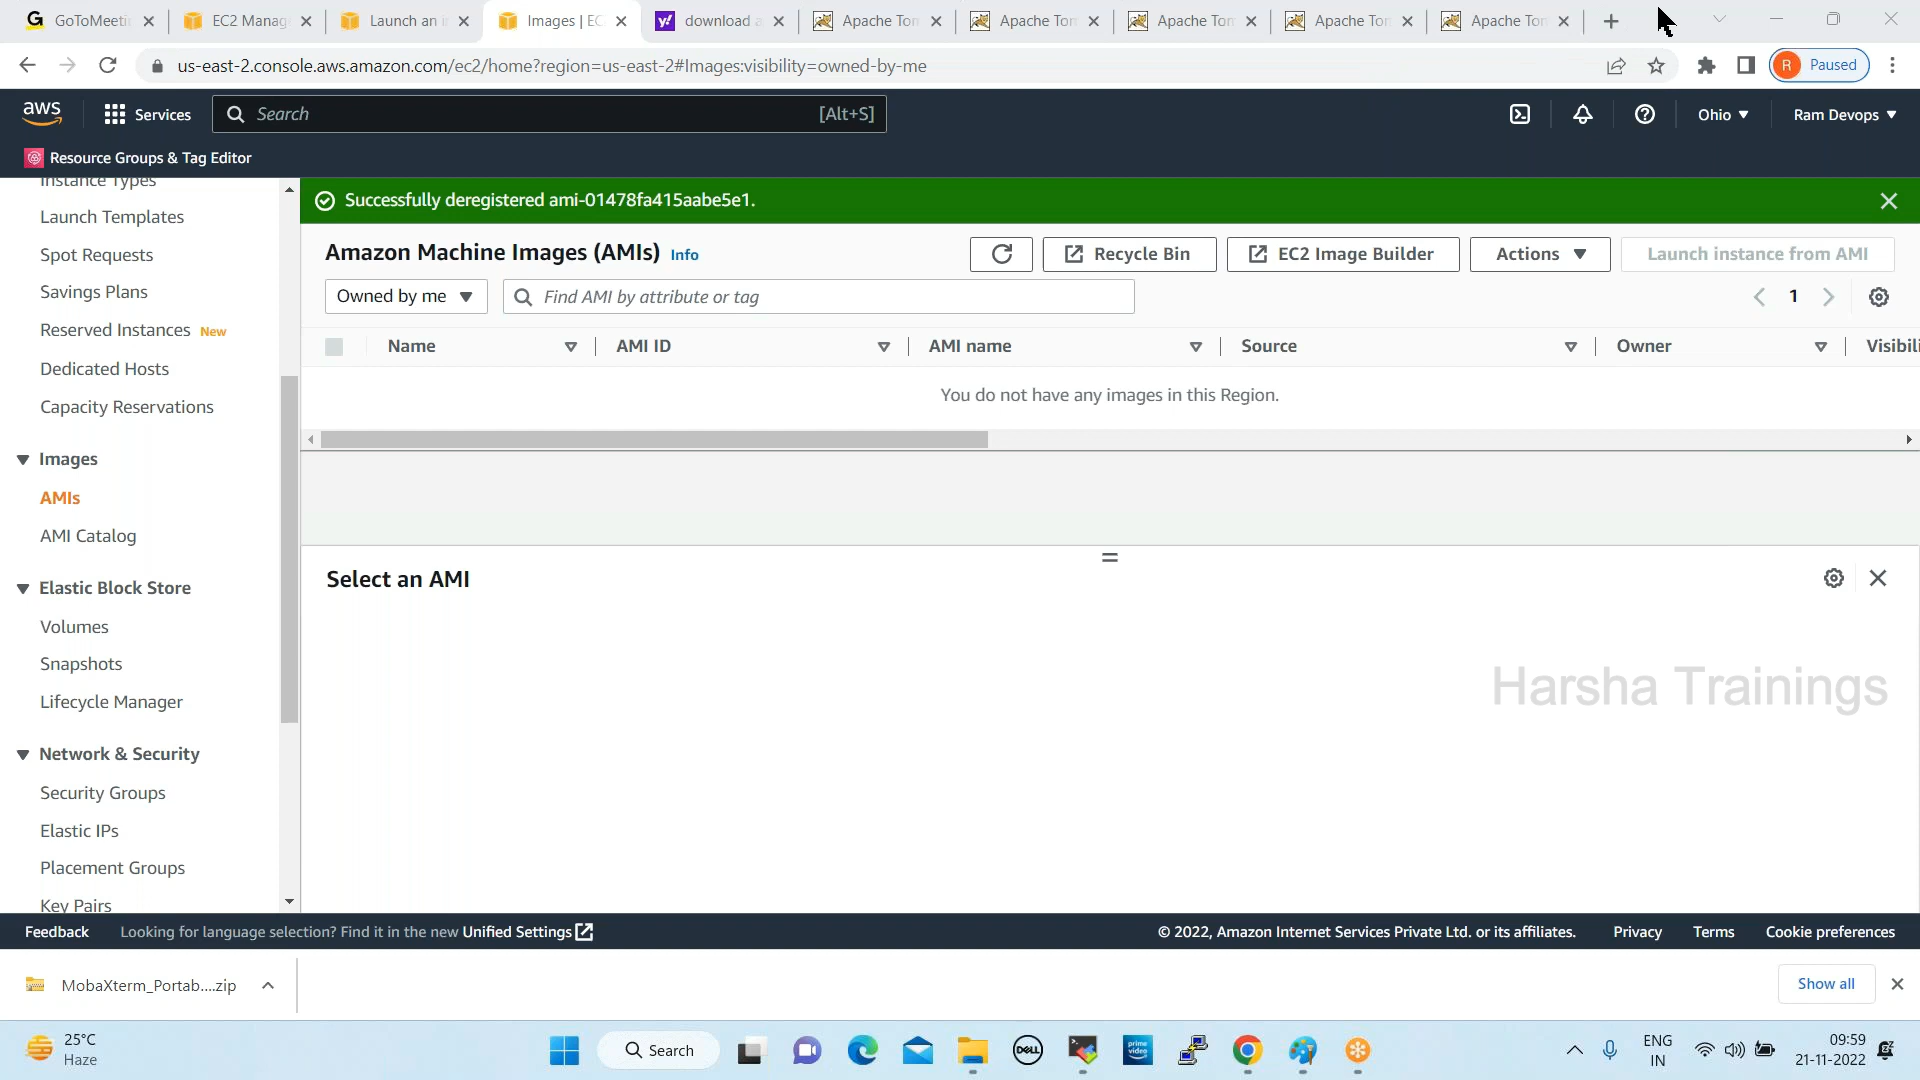 GoToMeeti
EC2 Manag
Launch an i
Images | EC
download a
Apache Tom
Apache Tom
Apache Tom
Apache Tom
Apache Tom
us-east-2.console.aws.amazon.com/ec2/home?region=us-east-2#Images:visibility=owned-by-me
R Paused
aws
Services
Search [Alt+S]
Ohio
Ram Devops
Resource Groups & Tag Editor
Instance Types
Launch Templates
Spot Requests
Savings Plans
Reserved Instances New
Dedicated Hosts
Capacity Reservations
Images
AMIs
AMI Catalog
Elastic Block Store
Volumes
Snapshots
Lifecycle Manager
Network & Security
Security Groups
Elastic IPs
Placement Groups
Key Pairs
Successfully deregistered ami-01478fa415aabe5e1.
Amazon Machine Images (AMIs) Info
Recycle Bin
EC2 Image Builder
Actions
Launch instance from AMI
Owned by me
Find AMI by attribute or tag
1
Name
AMI ID
AMI name
Source
Owner
Visibili
You do not have any images in this Region.
Select an AMI
Harsha Trainings
Feedback
Looking for language selection? Find it in the new Unified Settings
© 2022, Amazon Internet Services Private Ltd. or its affiliates.
Privacy
Terms
Cookie preferences
MobaXterm_Portab....zip
Show all
25°C
Haze
Search
DELL
prime
video
ENG
IN
09:59
21-11-2022